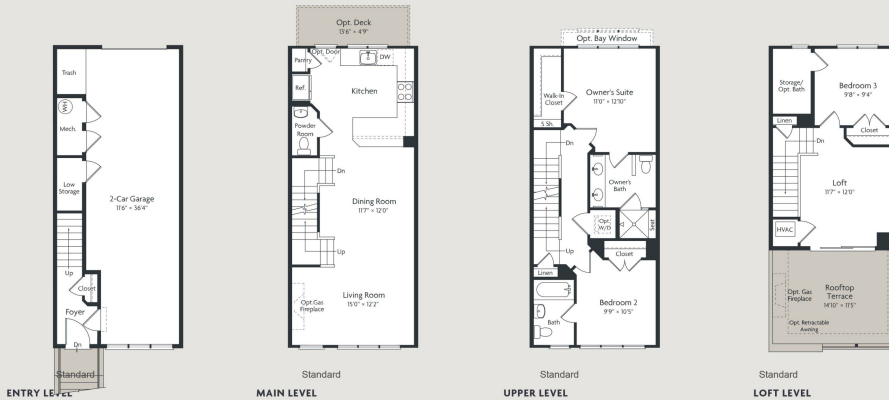 Trash
WH
Mech.
Low
Storage
2-Car Garage
11'6" × 36'4"
Up
Closet
Foyer
Dn
Standard
ENTRY LEVEL
Opt. Deck
13'6" × 4'9"
Opt. Door
Pantry
DW
Ref.
Kitchen
Powder
Room
Dn
Dining Room
11'7" × 12'0"
Up
Living Room
15'0" × 12'2"
Opt.Gas
Fireplace
Standard
MAIN LEVEL
Opt. Bay Window
Owner's Suite
11'0" × 12'10"
Walk-In
Closet
5 Sh.
Dn
Owner's
Bath
Opt.
W/D
Seat
Up
Closet
Linen
Bedroom 2
9'9" × 10'5"
Bath
Standard
UPPER LEVEL
Storage/
Opt. Bath
Bedroom 3
9'8" × 9'4"
Linen
Closet
Dn
Loft
11'7" × 12'0"
HVAC
Opt. Gas
Fireplace
Rooftop
Terrace
14'10" × 11'5"
Opt. Retractable
Awning
Standard
LOFT LEVEL